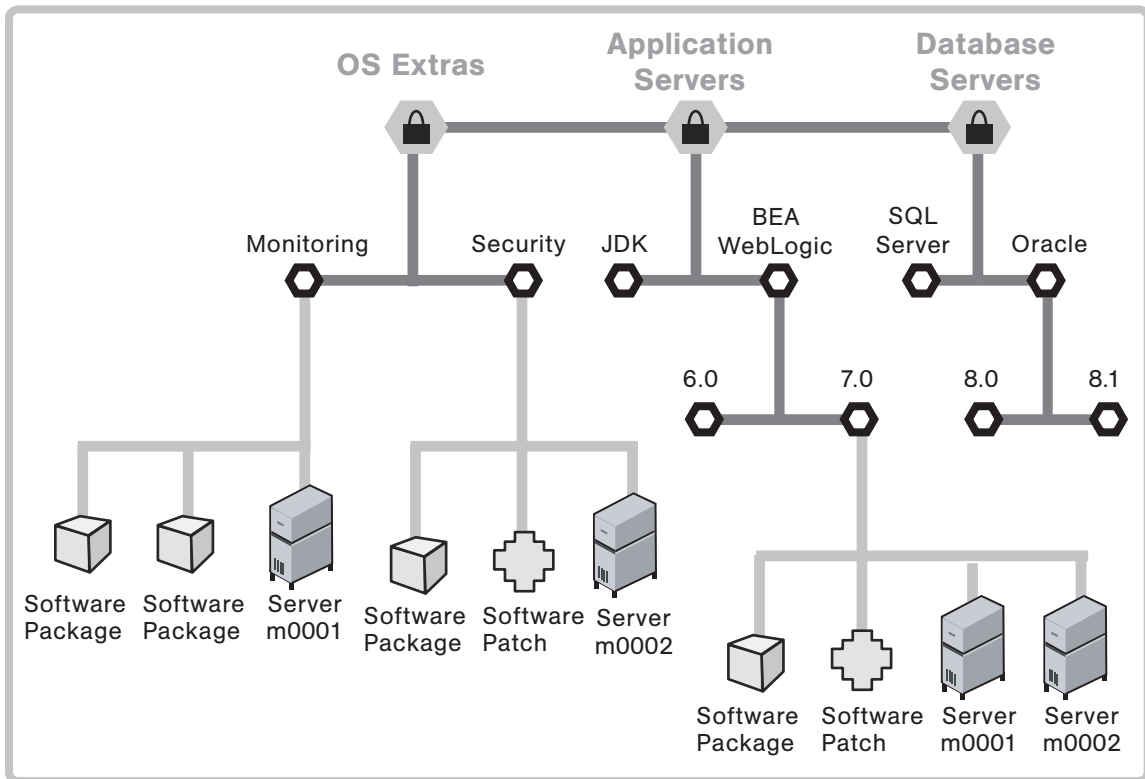 OS Extras
Application
Servers
Database
Servers
Monitoring
Security
JDK
BEA
WebLogic
SQL
Server
Oracle
6.0
7.0
8.0
8.1
Software
Package
Software
Package
Server
m0001
Software
Package
Software
Patch
Server
m0002
Software
Package
Software
Patch
Server
m0001
Server
m0002